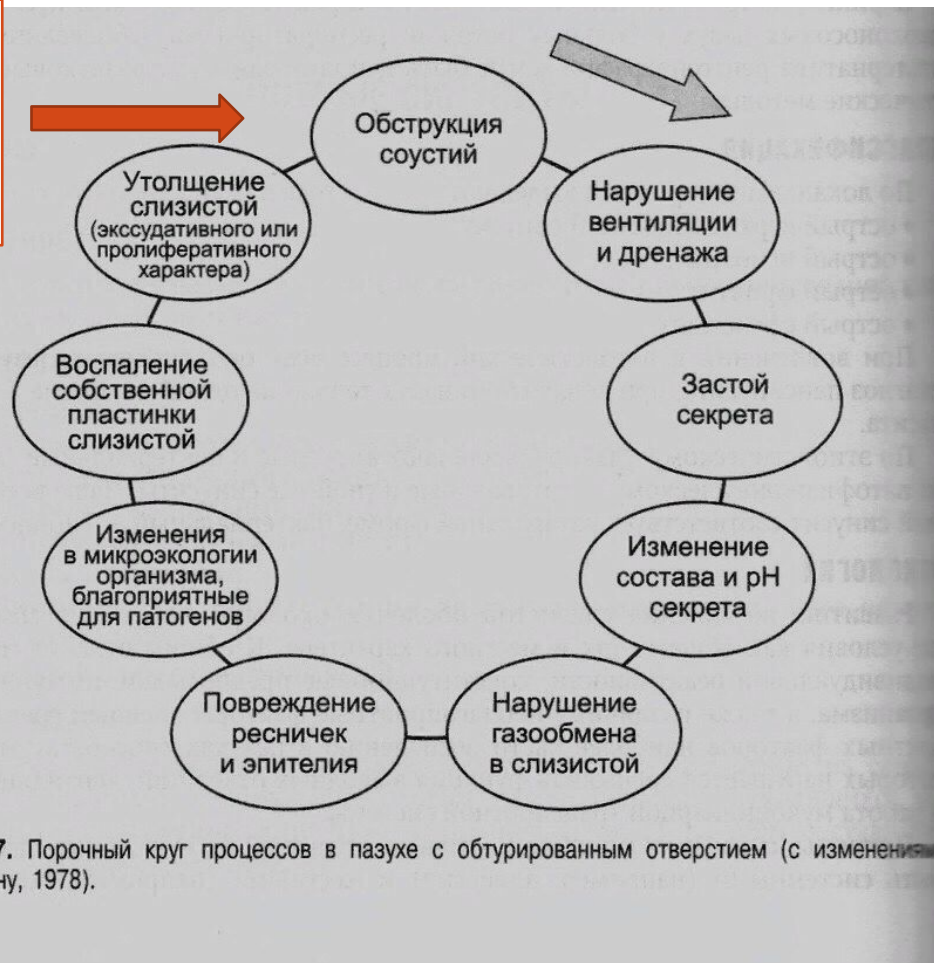 Обструкция
соустий
Нарушение
вентиляции
и дренажа
Застой
секрета
Изменение
состава и pH
секрета
Нарушение
газообмена
в слизистой
Повреждение
ресничек
и эпителия
Изменения
в микроэкологии
организма,
благоприятные
для патогенов
Воспаление
собственной
пластинки
слизистой
Утолщение
слизистой
(экссудативного или
пролиферативного
характера)
7. Порочный круг процессов в пазухе с обтурированным отверстием (с изменениями
ну, 1978).